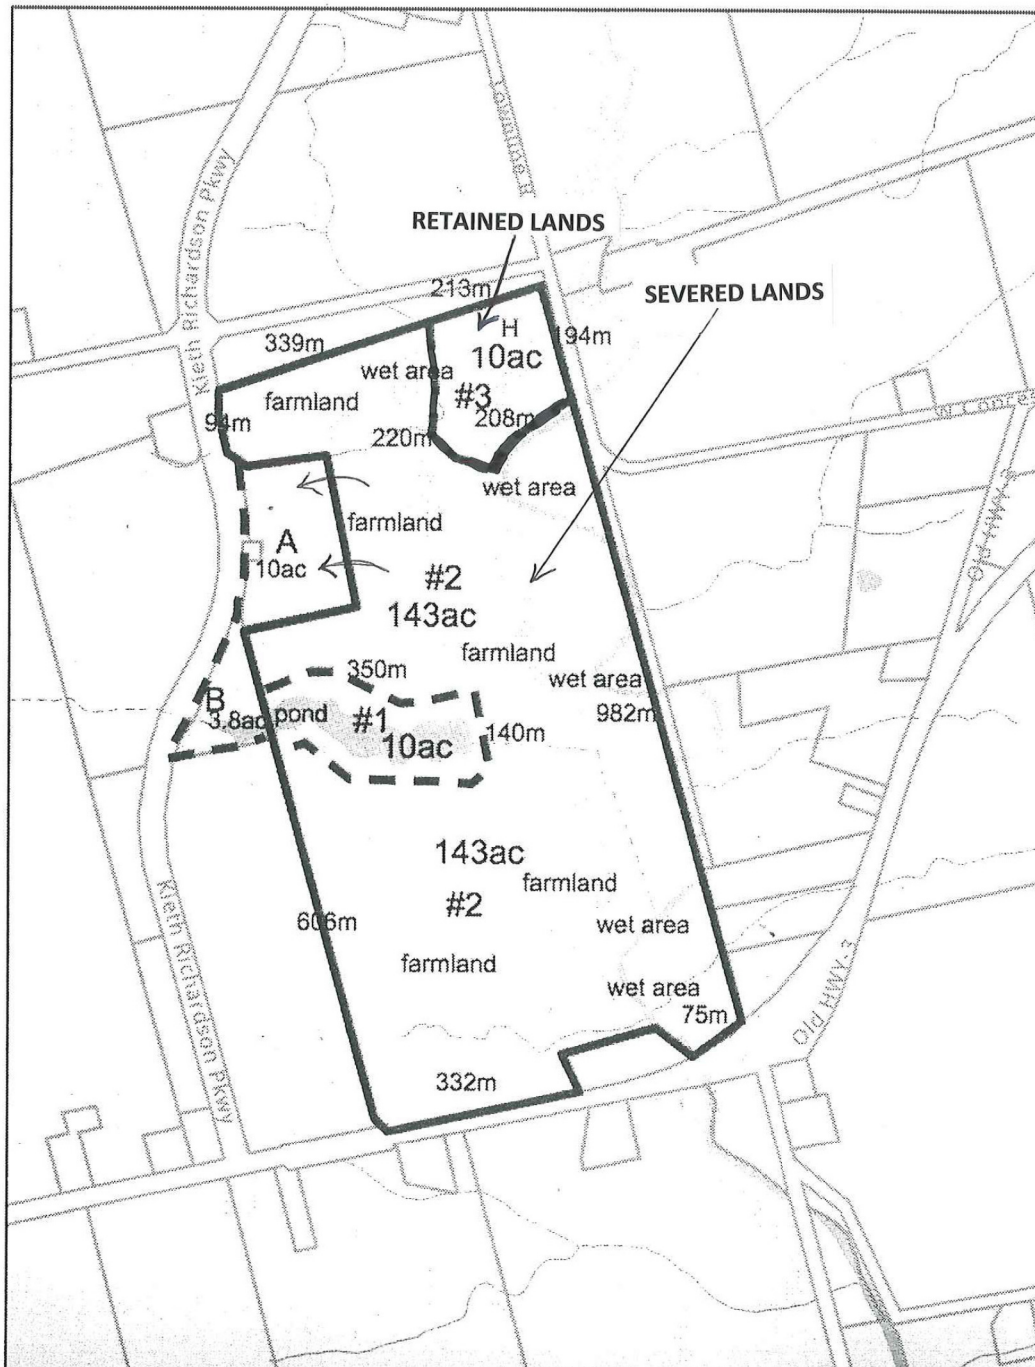 Townline R
Kieth Richardson Pkwy
RETAINED LANDS
213m
SEVERED LANDS
H
194m
339m
10ac
wet area
farmland
#3
94m
208m
220m
wet area
farmland
A
10ac
#2
143ac
farmland
350m
wet area
B
3.8ac
pond
#1
982m
140m
10ac
Old HWY-3
143ac
farmland
#2
606m
wet area
farmland
wet area
75m
Old HWY-3
332m
Kieth Richardson Pkwy